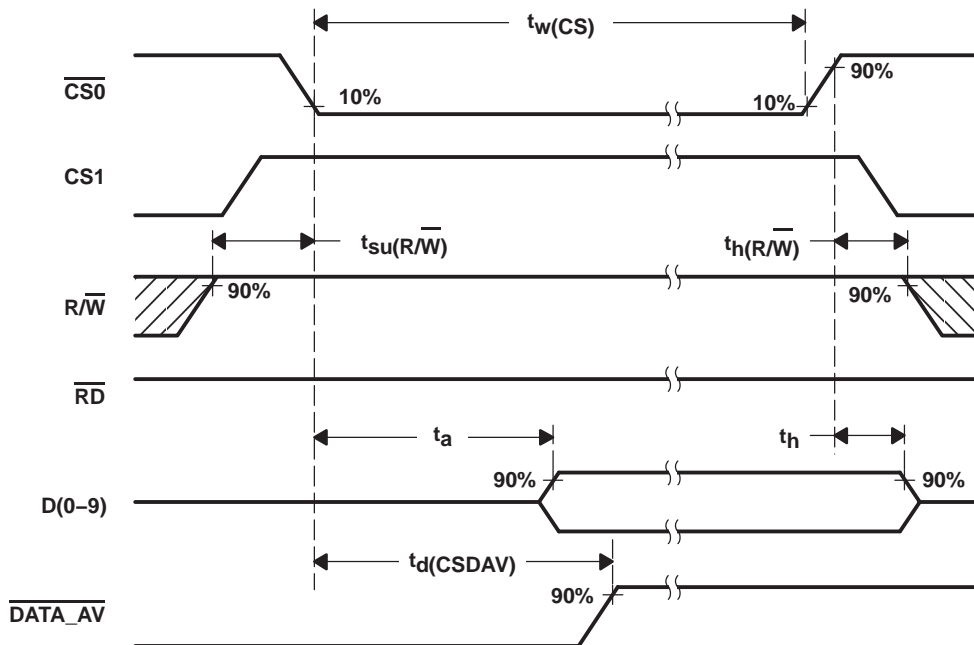 tw(CS)
CS0
90%
10%
10%
CS1
tsu(R/W)
th(R/W)
R/W
90%
90%
RD
ta
th
90%
90%
D(0–9)
td(CSDAV)
90%
DATA_AV